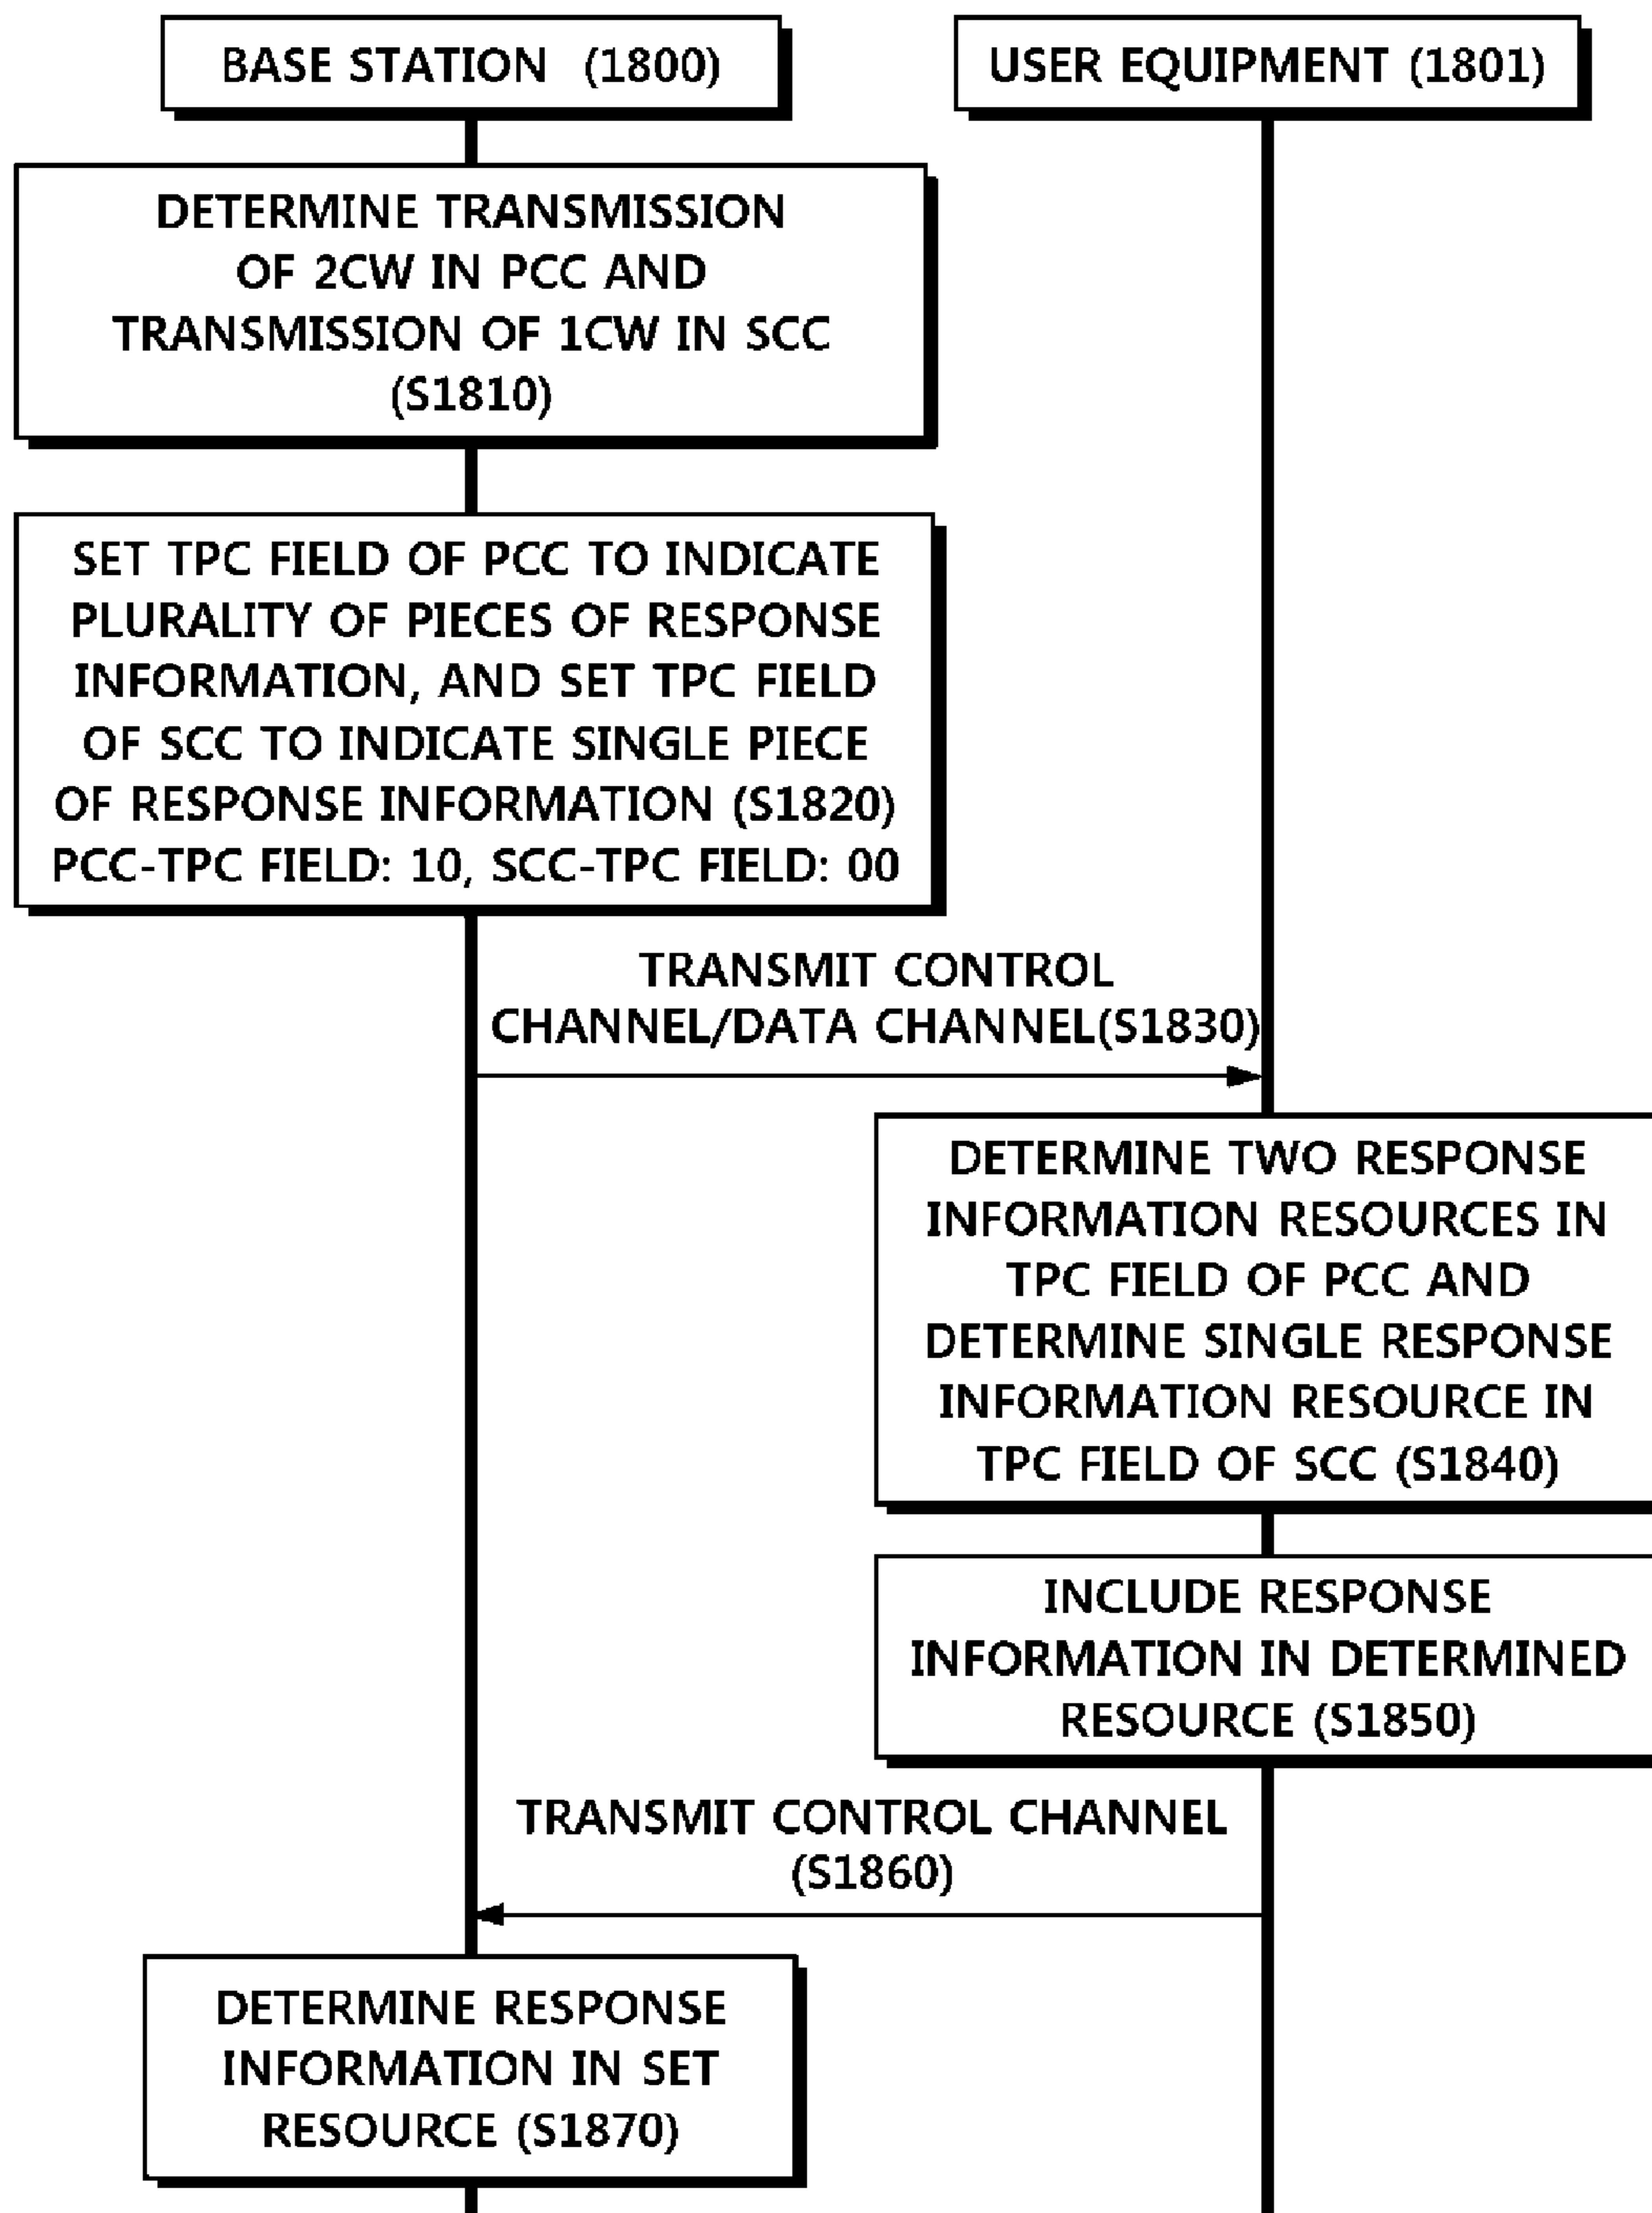 BASE STATION (1800)
USER EQUIPMENT (1801)
DETERMINE TRANSMISSION
OF 2CW IN PCC AND
TRANSMISSION OF 1CW IN SCC
(S1810)
SET TPC FIELD OF PCC TO INDICATE
PLURALITY OF PIECES OF RESPONSE
INFORMATION, AND SET TPC FIELD
OF SCC TO INDICATE SINGLE PIECE
OF RESPONSE INFORMATION (S1820)
PCC-TPC FIELD: 10, SCC-TPC FIELD: 00
TRANSMIT CONTROL
CHANNEL/DATA CHANNEL(S1830)
DETERMINE TWO RESPONSE
INFORMATION RESOURCES IN
TPC FIELD OF PCC AND
DETERMINE SINGLE RESPONSE
INFORMATION RESOURCE IN
TPC FIELD OF SCC (S1840)
INCLUDE RESPONSE
INFORMATION IN DETERMINED
RESOURCE (S1850)
TRANSMIT CONTROL CHANNEL
(S1860)
DETERMINE RESPONSE
INFORMATION IN SET
RESOURCE (S1870)